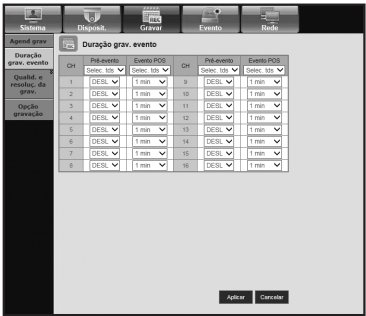 Sistema Disposit. Gravar Evento Rede
REC
Agend grav
Duração grav. evento
Qualid. e resoluç. da grav.
Opção gravação
Duração grav. evento
CH Pré-evento Evento POS CH Pré-evento Evento POS
Selec. tds Selec. tds Selec. tds Selec. tds
1 DESL 1 min 9 DESL 1 min
2 DESL 1 min 10 DESL 1 min
3 DESL 1 min 11 DESL 1 min
4 DESL 1 min 12 DESL 1 min
5 DESL 1 min 13 DESL 1 min
6 DESL 1 min 14 DESL 1 min
7 DESL 1 min 15 DESL 1 min
8 DESL 1 min 16 DESL 1 min
Aplicar Cancelar